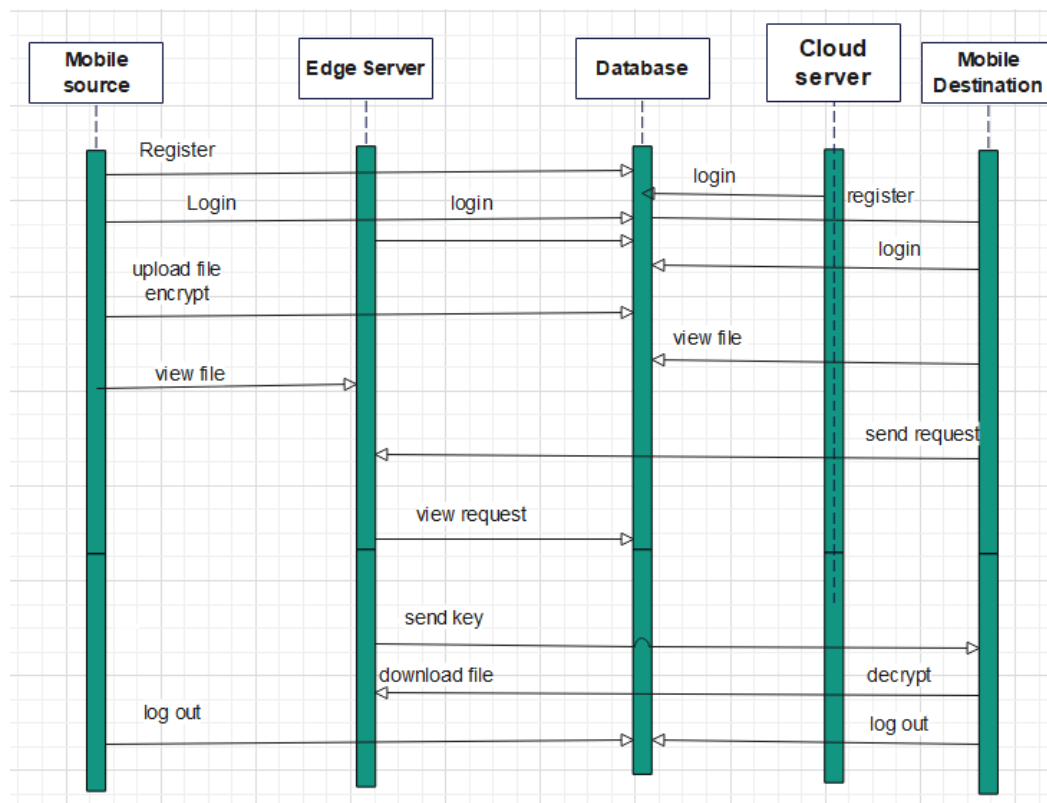 Mobile
source
Edge Server
Database
Cloud
server
Mobile
Destination
Register
login
register
Login
login
login
upload file
encrypt
view file
view file
send request
view request
send key
download file
decrypt
log out
log out